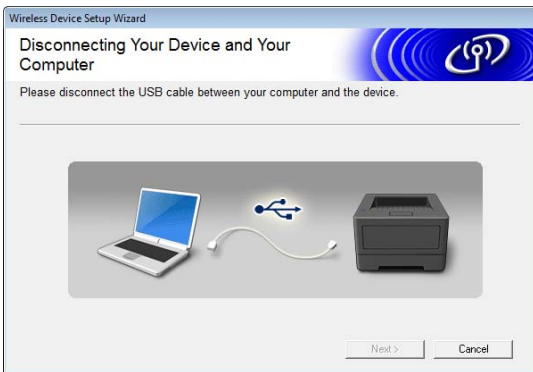 Wireless Device Setup Wizard
Disconnecting Your Device and Your
Computer
Please disconnect the USB cable between your computer and the device.
Next >
Cancel